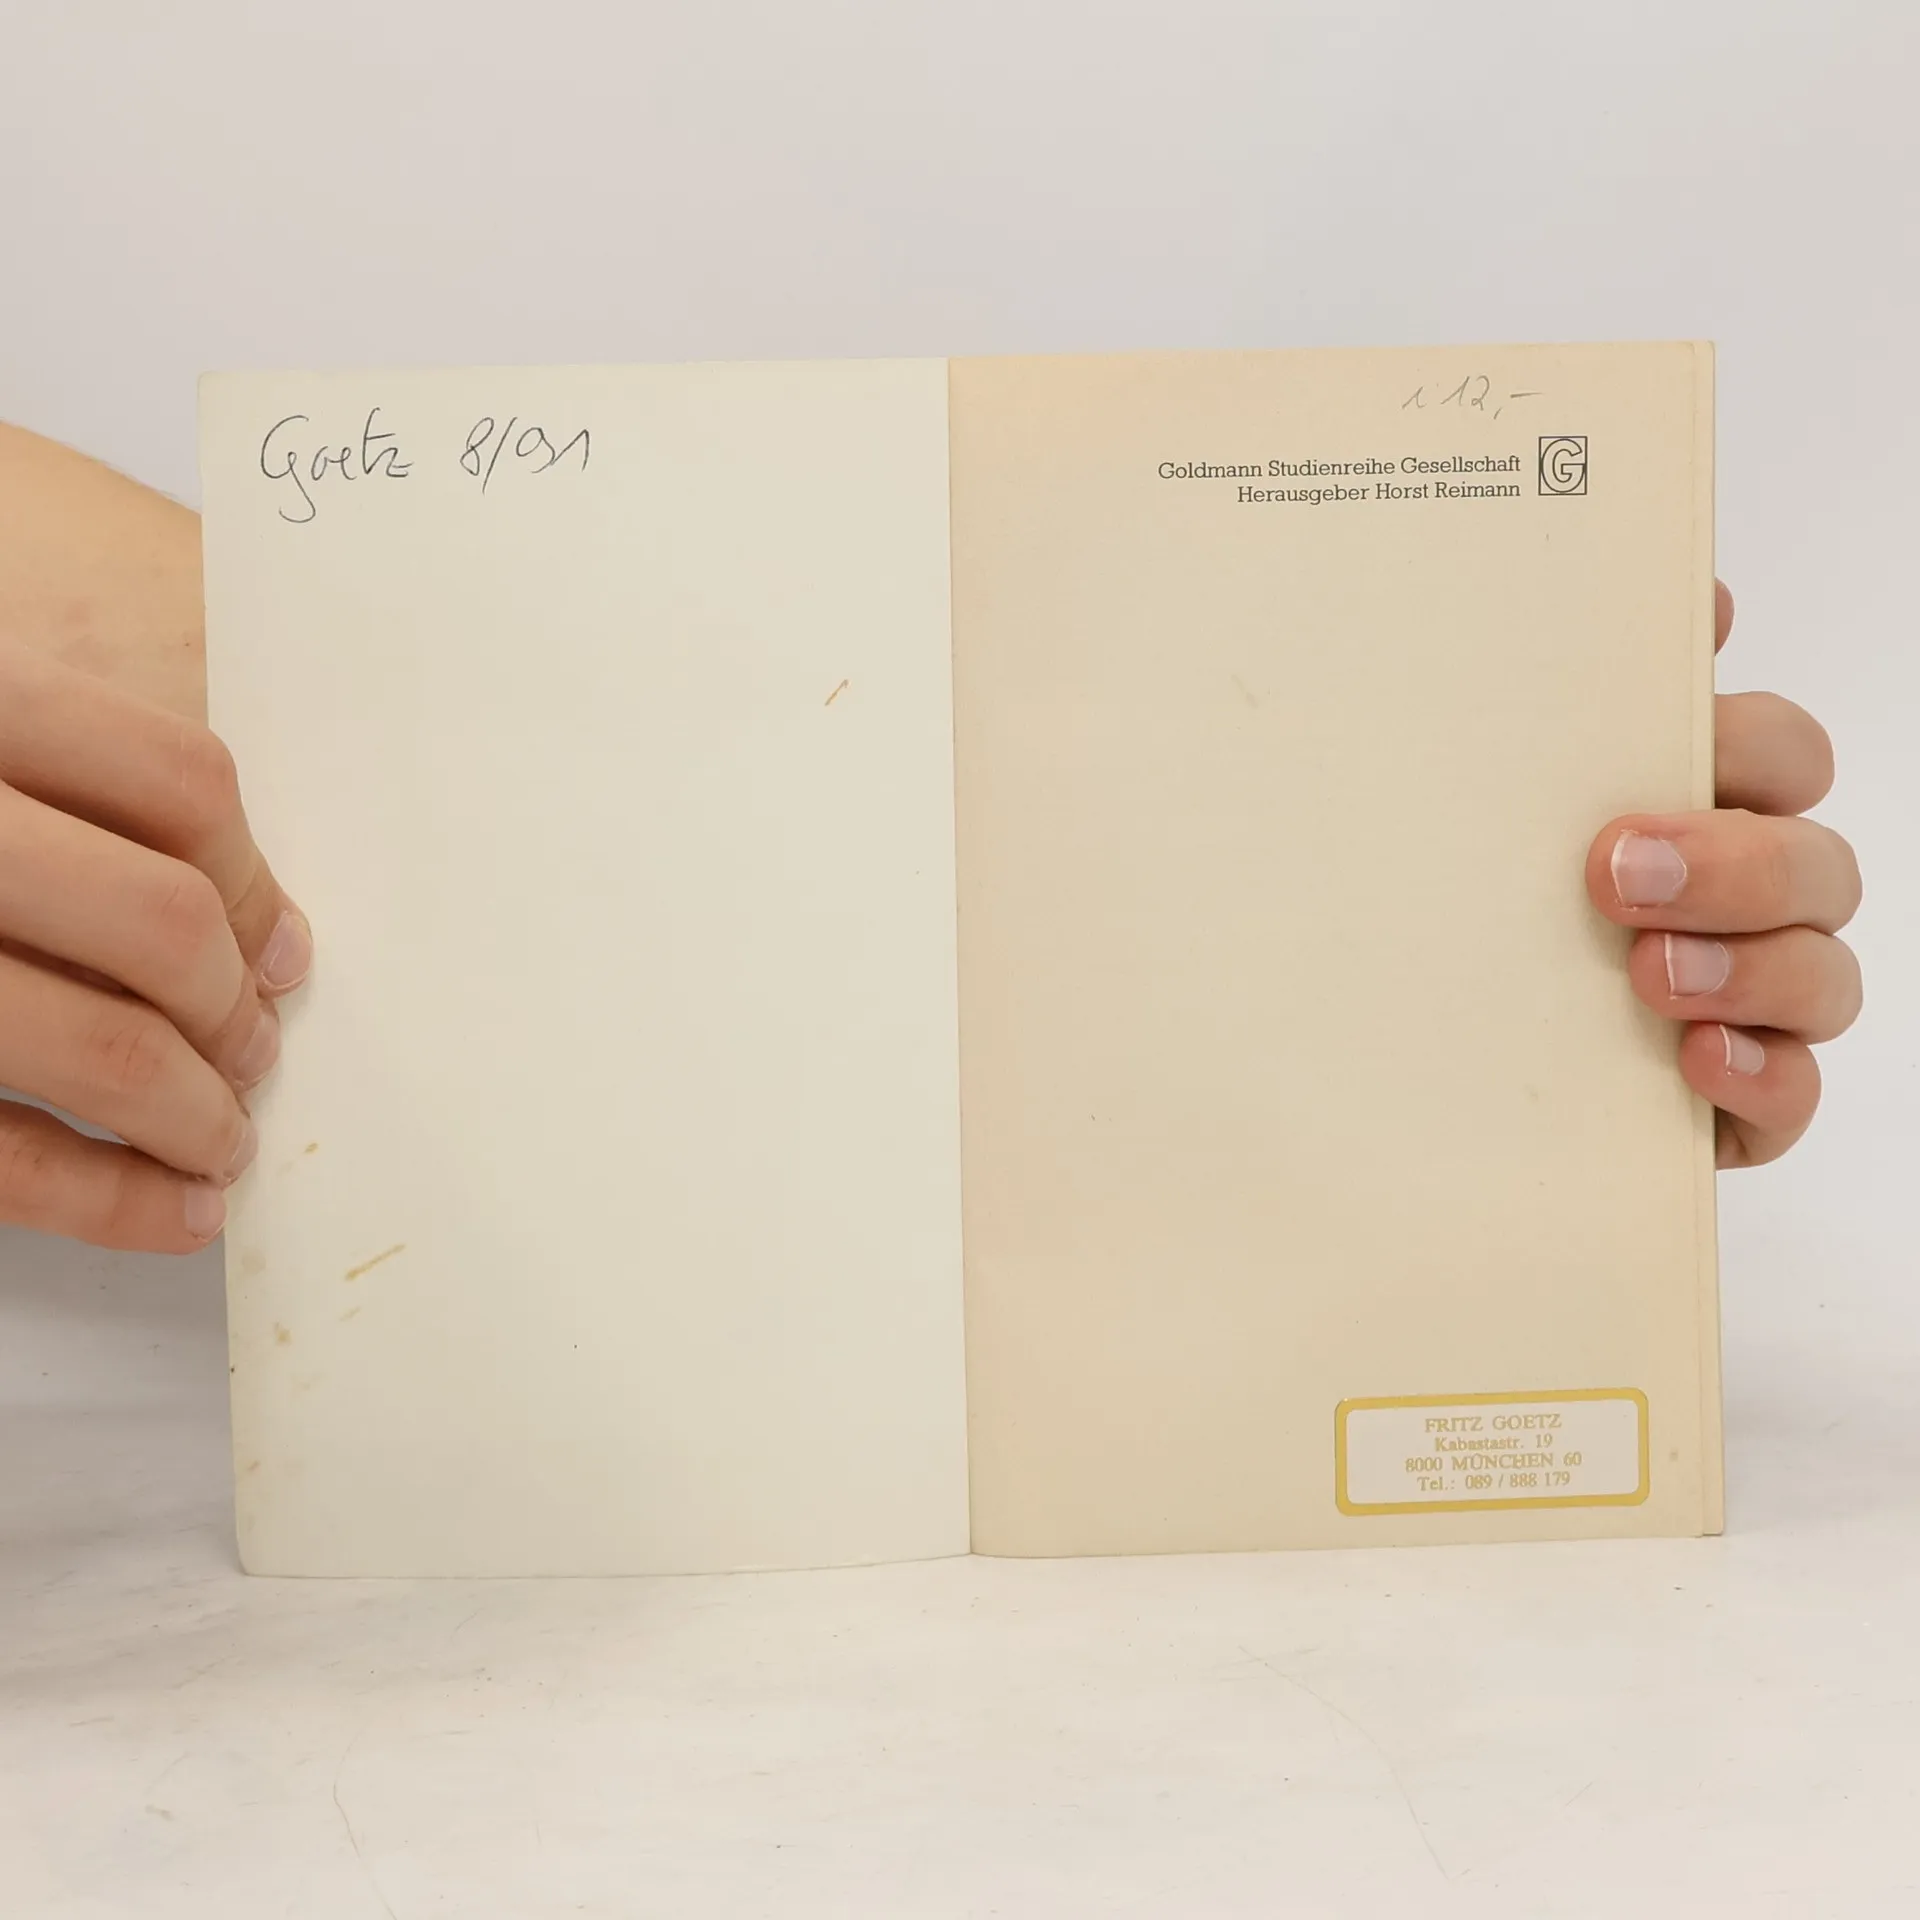 Goetz 8/91
12,-
Goldmann Studienreihe Gesellschaft
Herausgeber Horst Reimann
G
FRITZ GOETZ
Kabastastr. 19
8000 MÜNCHEN 60
Tel.: 089 / 888 179